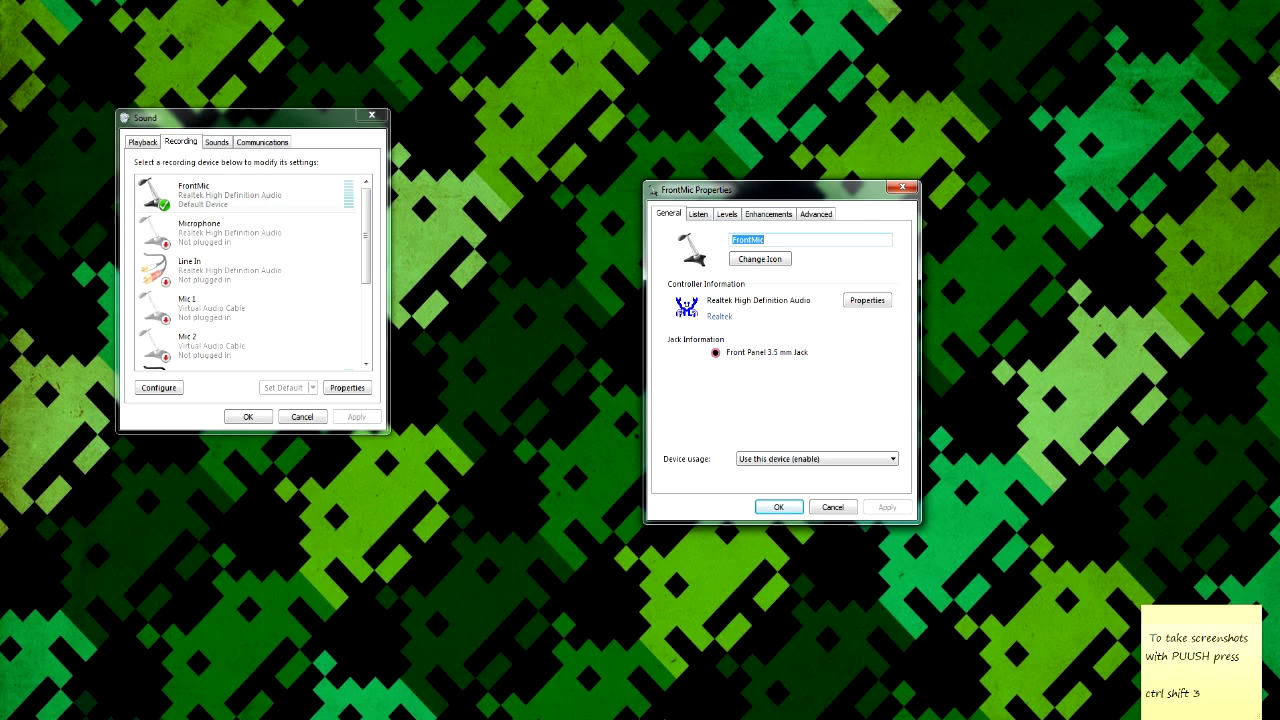 Sound
Playback Recording Sounds Communications
Select a recording device below to modify its settings:
FrontMic
Realtek High Definition Audio
Default Device
Microphone
Realtek High Definition Audio
Not plugged in
Line In
Realtek High Definition Audio
Not plugged in
Mic 1
Virtual Audio Cable
Not plugged in
Mic 2
Virtual Audio Cable
Not plugged in
Configure Set Default Properties
OK Cancel Apply
FrontMic Properties
General Listen Levels Enhancements Advanced
FrontMic
Change Icon
Controller Information
Realtek High Definition Audio Properties
Realtek
Jack Information
Front Panel 3.5 mm Jack
Device usage: Use this device (enable)
OK Cancel Apply
To take screenshots
with PUUSH press
ctrl shift 3